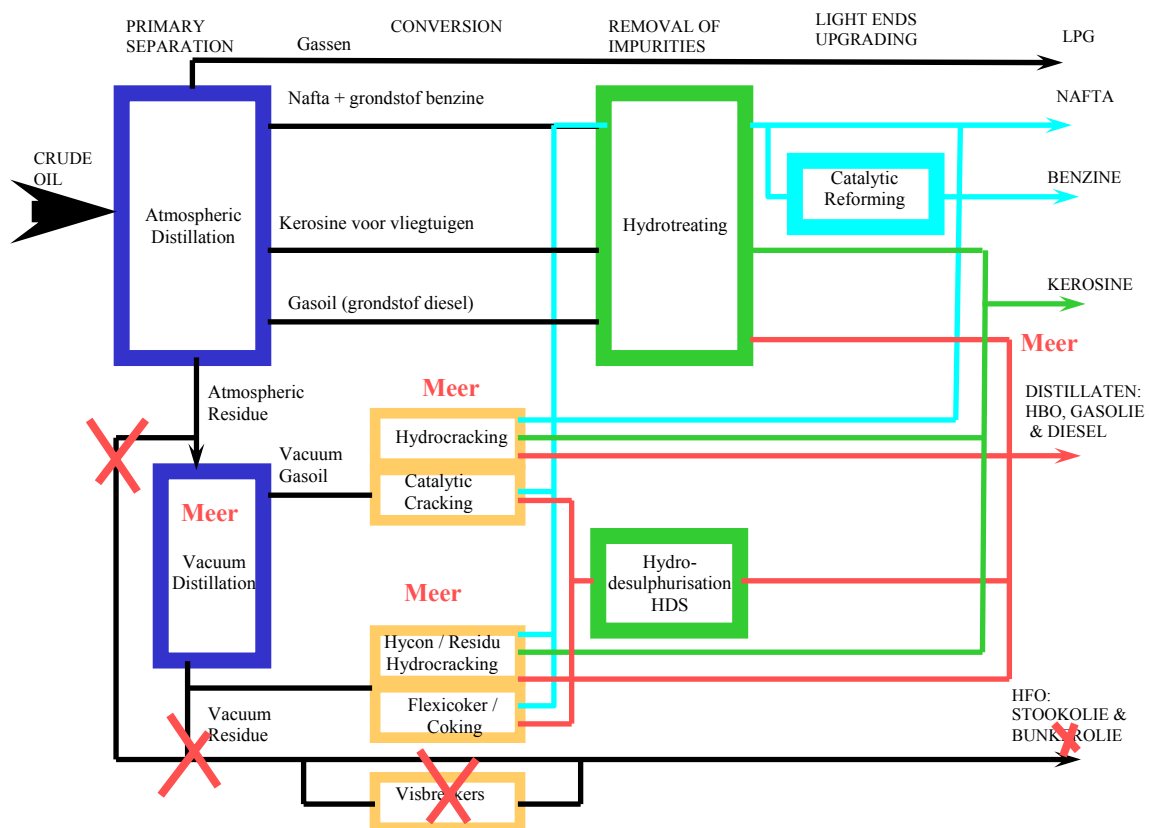 PRIMARY
SEPARATION
CONVERSION
REMOVAL OF
IMPURITIES
LIGHT ENDS
UPGRADING
Gassen
LPG
Nafta + grondstof benzine
NAFTA
CRUDE
OIL
Atmospheric
Distillation
Catalytic
Reforming
BENZINE
Kerosine voor vliegtuigen
Hydrotreating
KEROSINE
Gasoil (grondstof diesel)
Meer
Atmospheric
Residue
Meer
DISTILLATEN:
HBO, GASOLIE
& DIESEL
Hydrocracking
Vacuum
Gasoil
Catalytic
Cracking
Meer
Vacuum
Distillation
Hydro-
desulphurisation
HDS
Meer
Hycon / Residu
Hydrocracking
Flexicoker /
Coking
Vacuum
Residue
HFO:
STOOKOLIE &
BUNKEROLIE
Visbreakers